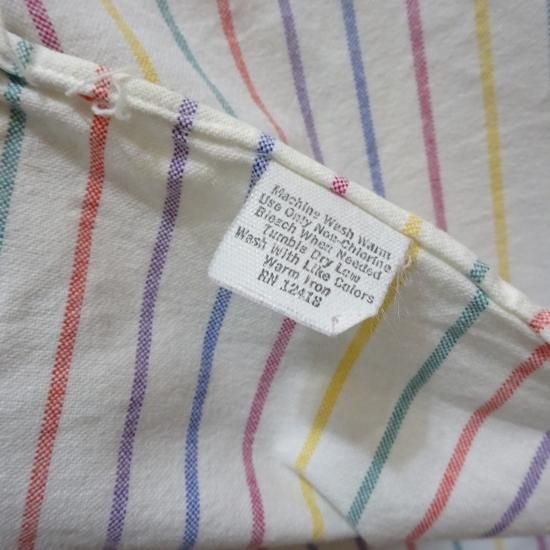 Machine Wash Warm
Use Only Non-Chlorine
Bleach When Needed
Tumble Dry Low
Wash With Like Colors
Warm Iron
RN 12418